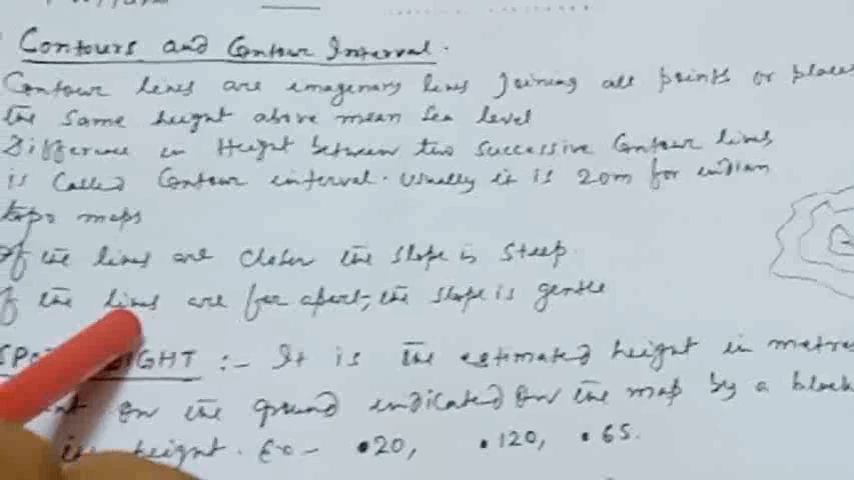 Contours and Contour Interval.
Contour lines are imaginary lines Joining all points or places
the same height above mean sea level
Difference in Height between two successive Contour lines
is called Contour interval. usually it is 20m for indian
topo maps
If the lines are closer the slope is steep.
If the lines are far apart, the slope is gentle
:- It is the estimated height in metres
on the ground indicated on the map by a black
height. Ex- .20, .120, .65.